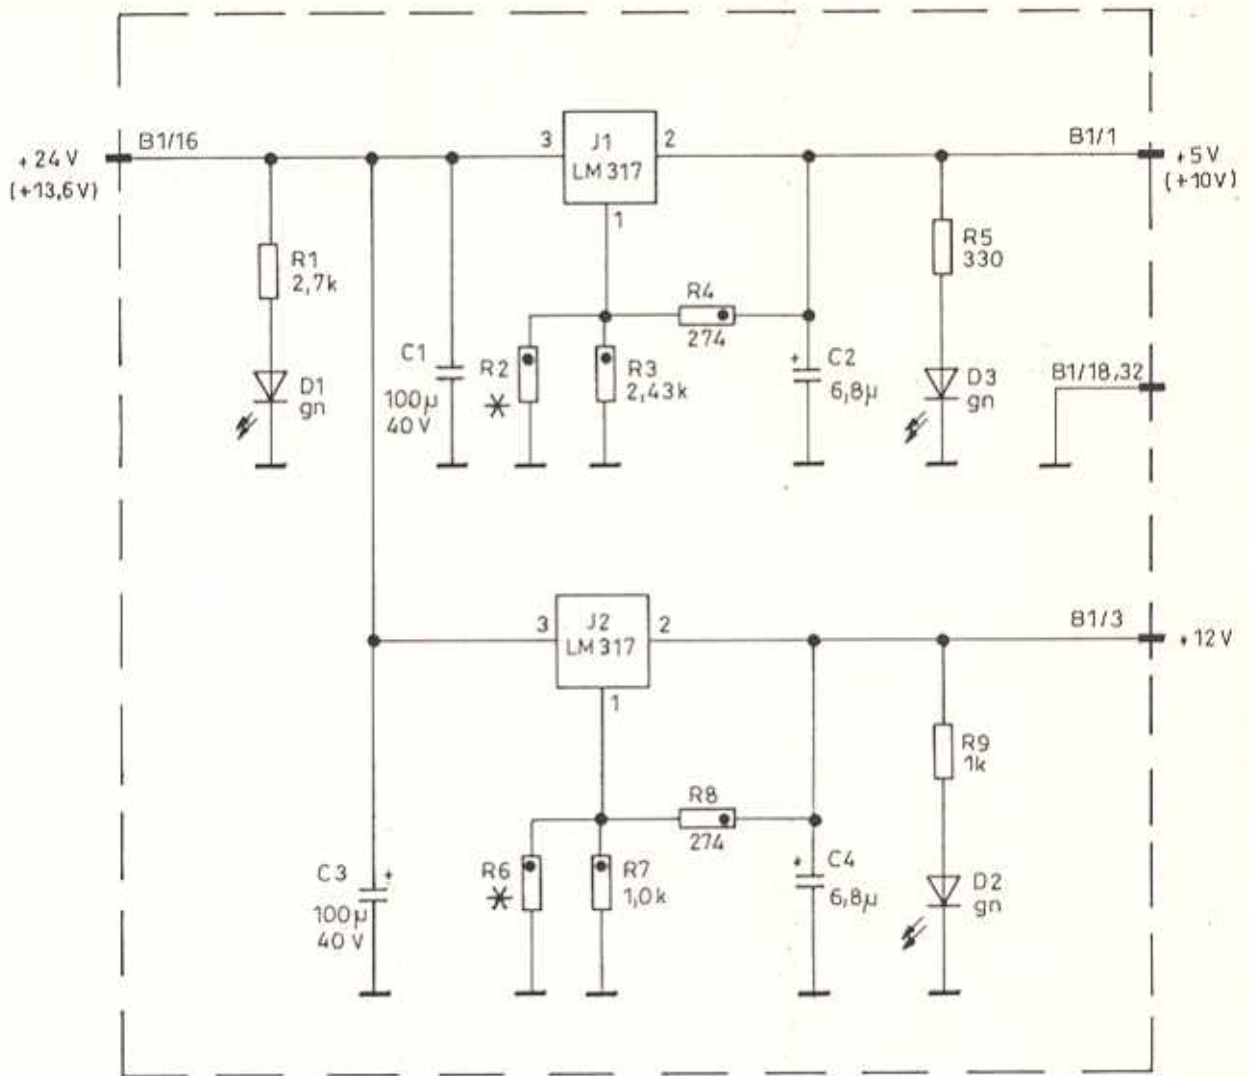 B1/16
+24V
(+13,6V)
3
J1
LM317
2
1
B1/1
+5V
(+10V)
R1
2,7k
D1
gn
C1
100µ
40V
R2
*
R3
2,43k
R4
274
+
C2
6,8µ
R5
330
D3
gn
B1/18,32
3
J2
LM317
2
1
B1/3
+12V
C3
+
100µ
40V
R6
*
R7
1,0k
R8
274
+
C4
6,8µ
R9
1k
D2
gn